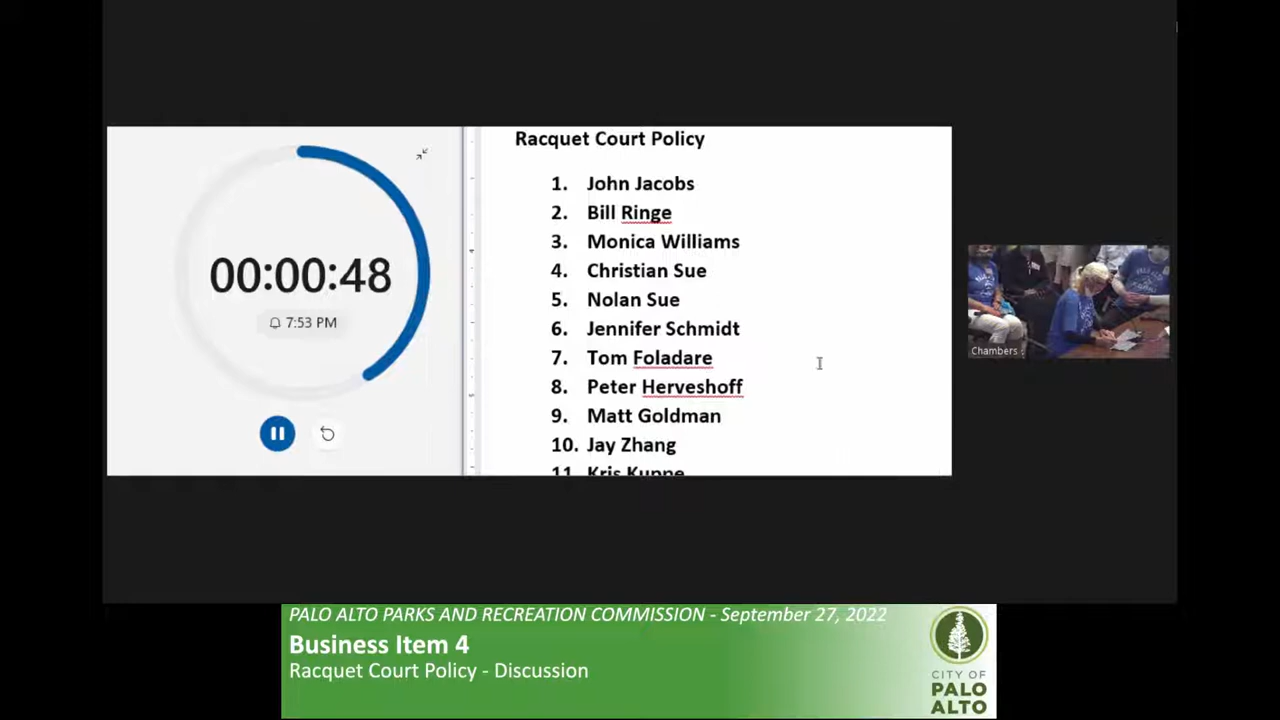 Racquet Court Policy
1. John Jacobs
2. Bill Ringe
3. Monica Williams
4. Christian Sue
5. Nolan Sue
6. Jennifer Schmidt
7. Tom Foladare
8. Peter Herveshoff
9. Matt Goldman
10. Jay Zhang
11. Kris Kuppe
00:00:48
7:53 PM
Chambers
PALO ALTO PARKS AND RECREATION COMMISSION - September 27, 2022
Business Item 4
Racquet Court Policy - Discussion
CITY OF
PALO
ALTO